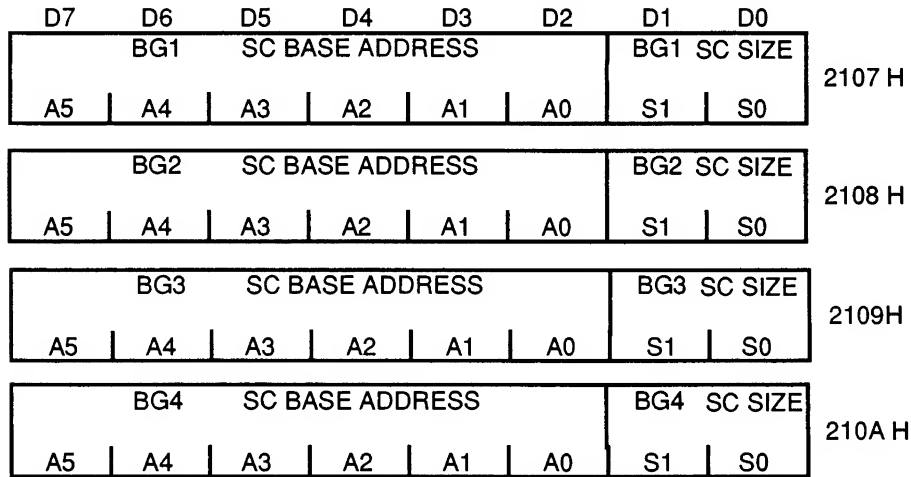 D7 D6 D5 D4 D3 D2 D1 D0
BG1 SC BASE ADDRESS BG1 SC SIZE
2107 H
A5 A4 A3 A2 A1 A0 S1 S0
BG2 SC BASE ADDRESS BG2 SC SIZE
2108 H
A5 A4 A3 A2 A1 A0 S1 S0
BG3 SC BASE ADDRESS BG3 SC SIZE
2109H
A5 A4 A3 A2 A1 A0 S1 S0
BG4 SC BASE ADDRESS BG4 SC SIZE
210A H
A5 A4 A3 A2 A1 A0 S1 S0